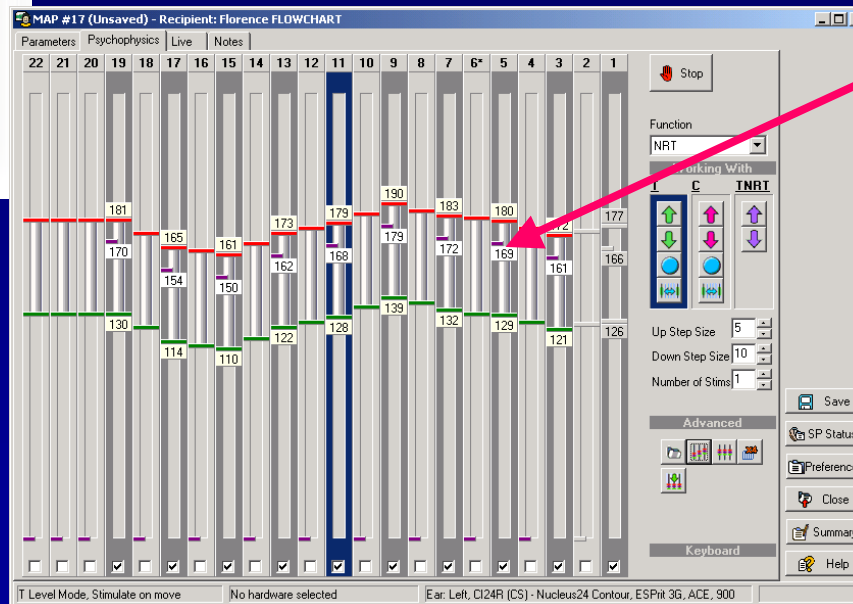 MAP #17 (Unsaved) - Recipient: Florence FLOWCHART
Parameters Psychophysics Live Notes
22 21 20 19 18 17 16 15 14 13 12 11 10 9 8 7 6* 5 4 3 2 1
Stop
Function
NRT
Working With
T C TNRT
181 165 161 173 179 190 183 180 177
170 154 150 162 168 179 172 169 161 166
130 114 110 122 128 139 132 129 121 126
Up Step Size 5
Down Step Size 10
Number of Stims 1
Advanced
Save
SP Status
Preference
Close
Summary
Keyboard
Help
T Level Mode, Stimulate on move No hardware selected Ear: Left, CI24R (CS) - Nucleus24 Contour, ESPrit 3G, ACE, 900